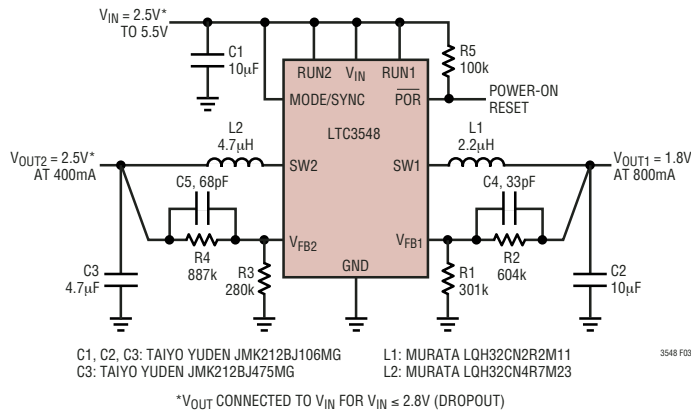 VIN = 2.5V*
TO 5.5V
C1
10µF
R5
100k
RUN2 VIN RUN1
MODE/SYNC
POR
POWER-ON
RESET
LTC3548
L2
4.7µH
L1
2.2µH
VOUT2 = 2.5V*
AT 400mA
SW2
SW1
VOUT1 = 1.8V
AT 800mA
C5, 68pF
C4, 33pF
VFB2
VFB1
R4
887k
R2
604k
C3
4.7µF
R3
280k
GND
R1
301k
C2
10µF
C1, C2, C3: TAIYO YUDEN JMK212BJ106MG
C3: TAIYO YUDEN JMK212BJ475MG
L1: MURATA LQH32CN2R2M11
L2: MURATA LQH32CN4R7M23
3548 F03
*VOUT CONNECTED TO VIN FOR VIN ≤ 2.8V (DROPOUT)